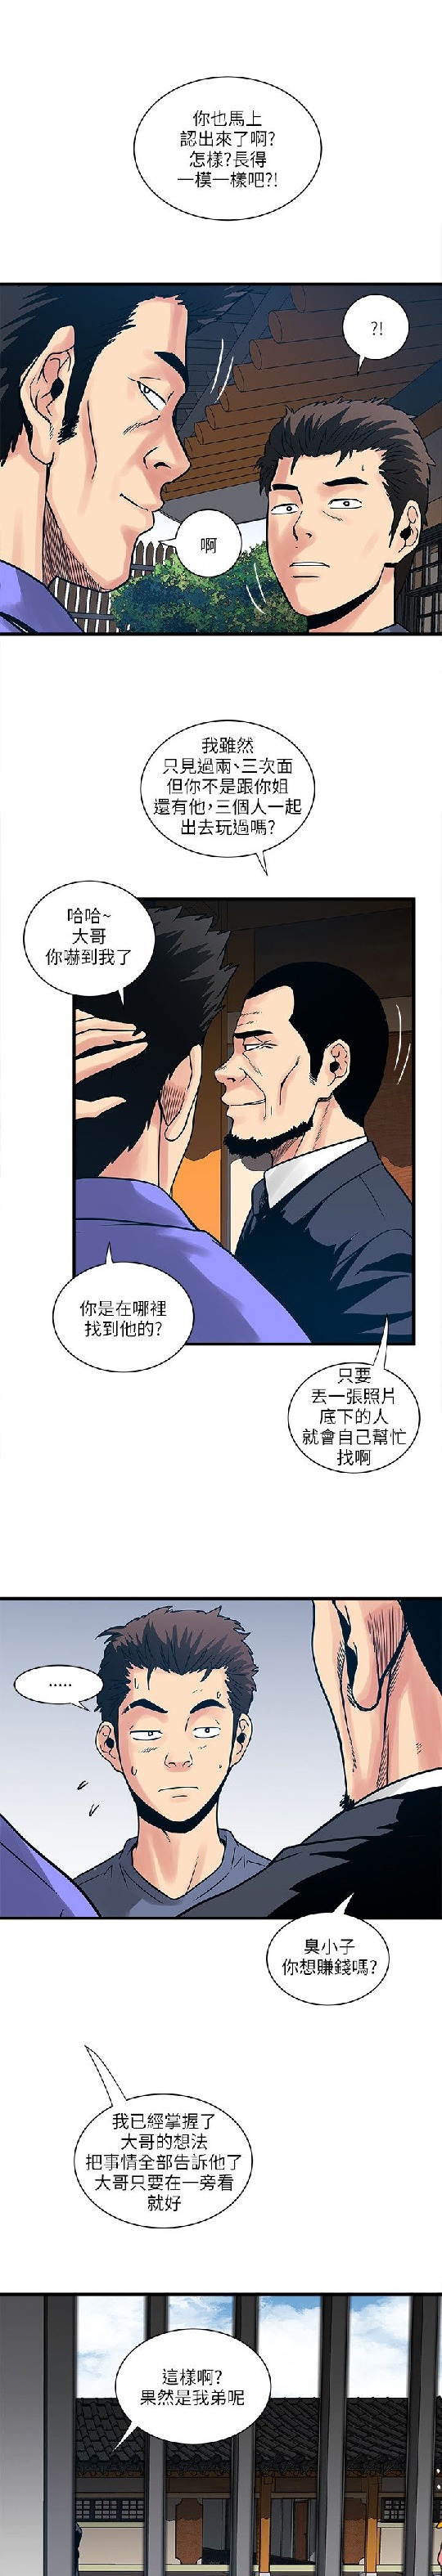 你也馬上
認出來了啊?
怎樣?長得
一模一樣吧?!
?!
啊
我雖然
只見過兩、三次面
但你不是跟你姐
還有他,三個人一起
出去玩過嗎?
哈哈~
大哥
你嚇到我了
你是在哪裡
找到他的?
只要
丟一張照片
底下的人
就會自己幫忙
找啊
.....
臭小子
你想賺錢嗎?
我已經掌握了
大哥的想法
把事情全部告訴他了
大哥只要在一旁看
就好
這樣啊?
果然是我弟呢